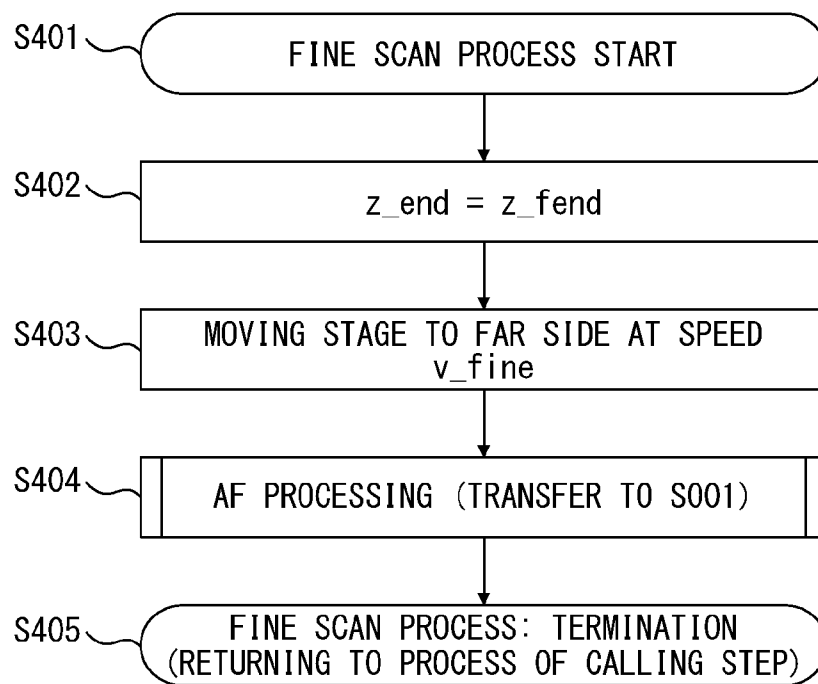 S401
FINE SCAN PROCESS START
S402
z_end = z_fend
S403
MOVING STAGE TO FAR SIDE AT SPEED
v_fine
S404
AF PROCESSING (TRANSFER TO S001)
S405
FINE SCAN PROCESS: TERMINATION
(RETURNING TO PROCESS OF CALLING STEP)